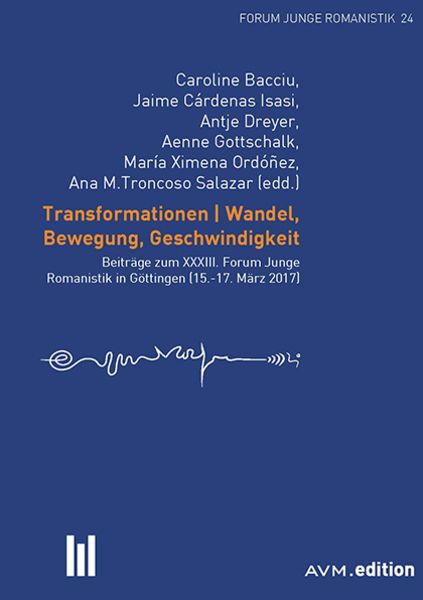 FORUM JUNGE ROMANISTIK 24
Caroline Bacciu,
Jaime Cárdenas Isasi,
Antje Dreyer,
Aenne Gottschalk,
María Ximena Ordóñez,
Ana M.Troncoso Salazar (edd.)
Transformationen | Wandel,
Bewegung, Geschwindigkeit
Beiträge zum XXXIII. Forum Junge
Romanistik in Göttingen (15.-17. März 2017)
AVM.edition